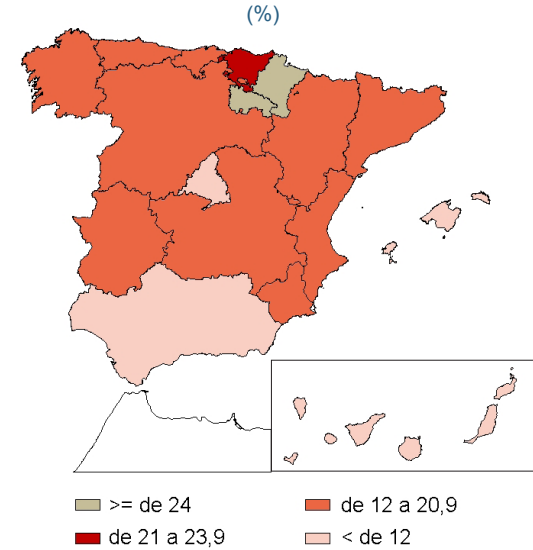 (%)
>= de 24
de 12 a 20,9
de 21 a 23,9
< de 12